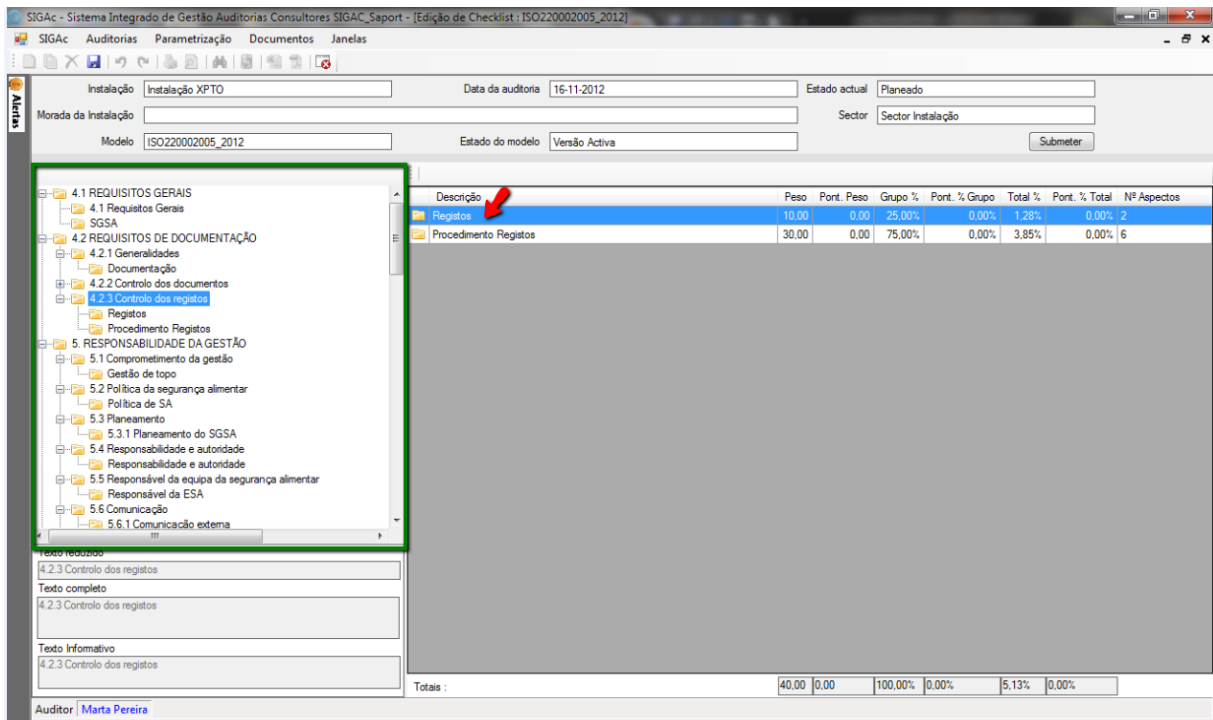 SIGAc - Sistema Integrado de Gestão Auditorias Consultores SIGAC_Saport - [Edição de Checklist : ISO220002005_2012]
SIGAc Auditorias Parametrização Documentos Janelas
Alertas
Instalação Instalação XPTO Data da auditoria 16-11-2012 Estado actual Planeado
Morada da Instalação Sector Sector Instalação
Modelo ISO220002005_2012 Estado do modelo Versão Activa Submeter
4.1 REQUISITOS GERAIS
4.1 Requisitos Gerais
SGSA
4.2 REQUISITOS DE DOCUMENTAÇÃO
4.2.1 Generalidades
Documentação
4.2.2 Controlo dos documentos
4.2.3 Controlo dos registos
Registos
Procedimento Registos
5. RESPONSABILIDADE DA GESTÃO
5.1 Comprometimento da gestão
Gestão de topo
5.2 Política da segurança alimentar
Política de SA
5.3 Planeamento
5.3.1 Planeamento do SGSA
5.4 Responsabilidade e autoridade
Responsabilidade e autoridade
5.5 Responsável da equipa da segurança alimentar
Responsável da ESA
5.6 Comunicação
5.6.1 Comunicação externa
Descrição Peso Pont. Peso Grupo % Pont. % Grupo Total % Pont. % Total Nº Aspectos
Registos 10,00 0,00 25,00% 0,00% 1,28% 0,00% 2
Procedimento Registos 30,00 0,00 75,00% 0,00% 3,85% 0,00% 6
Texto reduzido
4.2.3 Controlo dos registos
Texto completo
4.2.3 Controlo dos registos
Texto Informativo
4.2.3 Controlo dos registos
Totais : 40,00 0,00 100,00% 0,00% 5,13% 0,00%
Auditor Marta Pereira